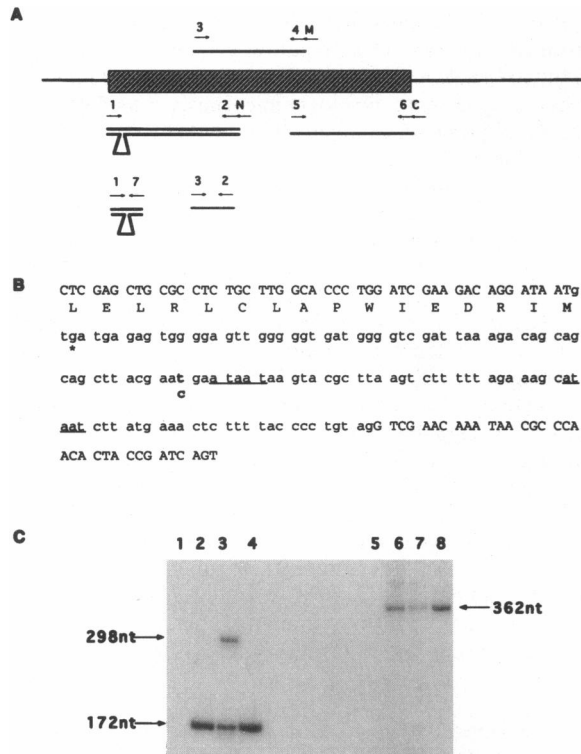 A
3 4 M
1 2 N 5 6 C
1 7 3 2
B
CTC GAG CTG CGC CTC TGC TTG GCA CCC TGG ATC GAA GAC AGG ATA ATg
L E L R L C L A P W I E D R I M
tga tga gag tgg gga gtt ggg ggt gat ggg gtc gat taa aga cag cag
*
cag ctt acg aat gaa taa taa gta cgc tta agt ctt ttt aga aag cat
c
aat ctt atg aaa ctc ttt tac ccc tgt agG TCG AAC AAA TAA CGC CCA
ACA CTA CCG ATC AGT
C
1 2 3 4 5 6 7 8
362nt
298nt
172nt